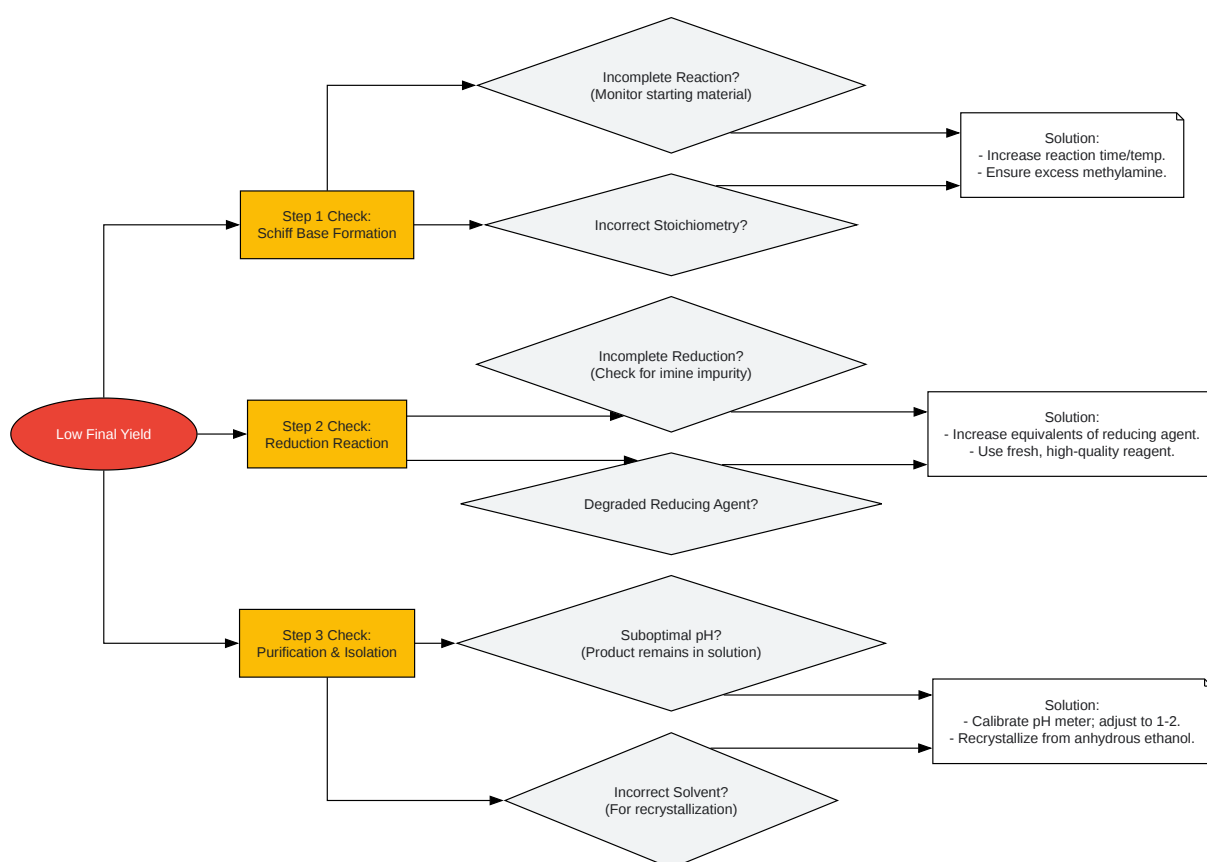 Incomplete Reaction?
(Monitor starting material)
Solution:
- Increase reaction time/temp.
- Ensure excess methylamine.
Step 1 Check:
Schiff Base Formation
Incorrect Stoichiometry?
Incomplete Reduction?
(Check for imine impurity)
Low Final Yield
Step 2 Check:
Reduction Reaction
Solution:
- Increase equivalents of reducing agent.
- Use fresh, high-quality reagent.
Degraded Reducing Agent?
Step 3 Check:
Purification & Isolation
Suboptimal pH?
(Product remains in solution)
Solution:
- Calibrate pH meter; adjust to 1-2.
- Recrystallize from anhydrous ethanol.
Incorrect Solvent?
(For recrystallization)